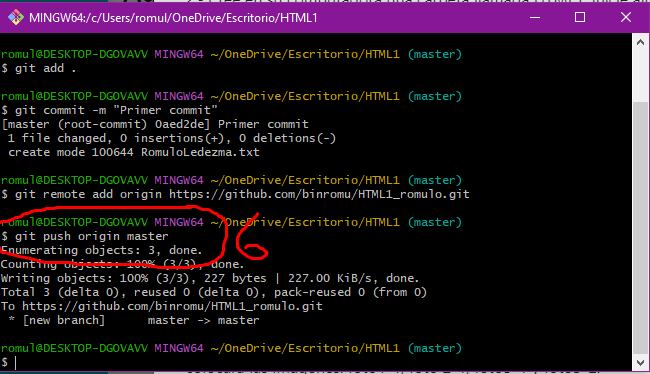 MINGW64:/c/Users/romul/OneDrive/Escritorio/HTML1
romul@DESKTOP-DGOVAVV MINGW64 ~/OneDrive/Escritorio/HTML1 (master)
$ git add .
romul@DESKTOP-DGOVAVV MINGW64 ~/OneDrive/Escritorio/HTML1 (master)
$ git commit -m "Primer commit"
[master (root-commit) 0aed2de] Primer commit
1 file changed, 0 insertions(+), 0 deletions(-)
create mode 100644 RomuloLedezma.txt
romul@DESKTOP-DGOVAVV MINGW64 ~/OneDrive/Escritorio/HTML1 (master)
$ git remote add origin https://github.com/binromu/HTML1_romulo.git
romul@DESKTOP-DGOVAVV MINGW64 ~/OneDrive/Escritorio/HTML1 (master)
$ git push origin master
6
Enumerating objects: 3, done.
Counting objects: 100% (3/3), done.
Writing objects: 100% (3/3), 227 bytes | 227.00 KiB/s, done.
Total 3 (delta 0), reused 0 (delta 0), pack-reused 0 (from 0)
To https://github.com/binromu/HTML1_romulo.git
* [new branch] master -> master
romul@DESKTOP-DGOVAVV MINGW64 ~/OneDrive/Escritorio/HTML1 (master)
$